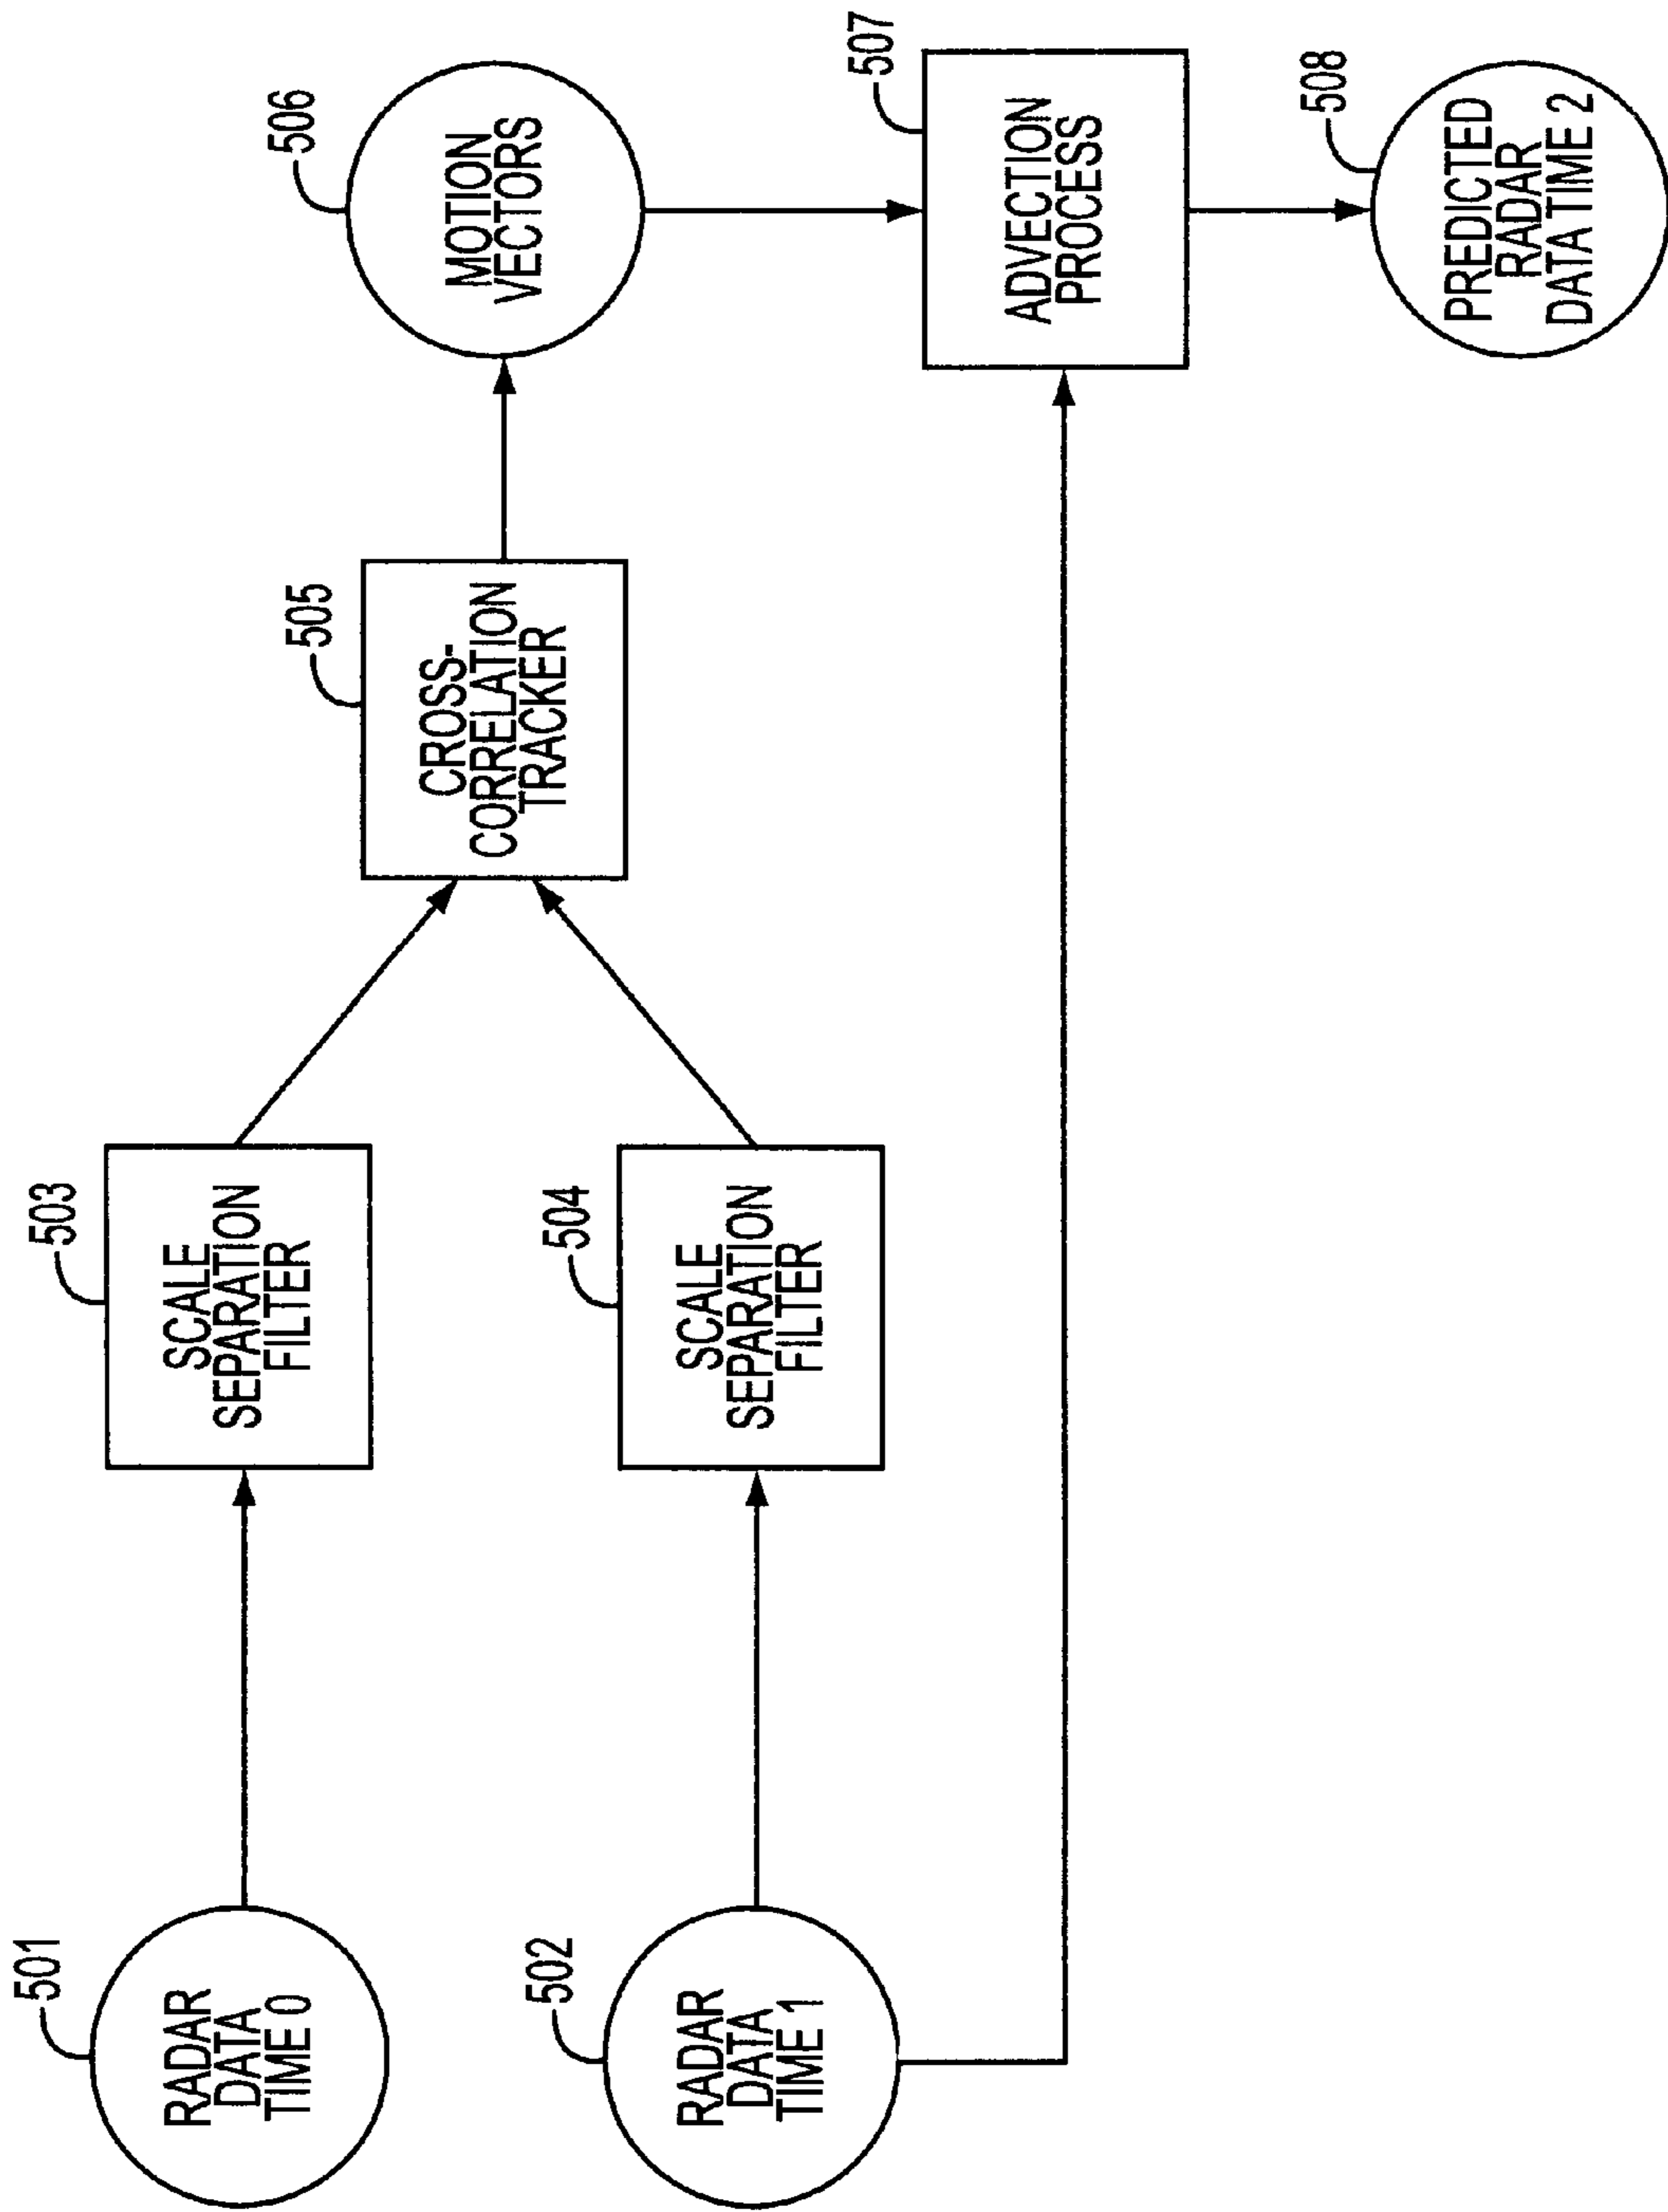 501
RADAR
DATA
TIME 0
503
SCALE
SEPARATION
FILTER
502
RADAR
DATA
TIME 1
504
SCALE
SEPARATION
FILTER
505
CROSS-
CORRELATION
TRACKER
506
MOTION
VECTORS
507
ADVECTION
PROCESS
508
PREDICTED
RADAR
DATA TIME 2